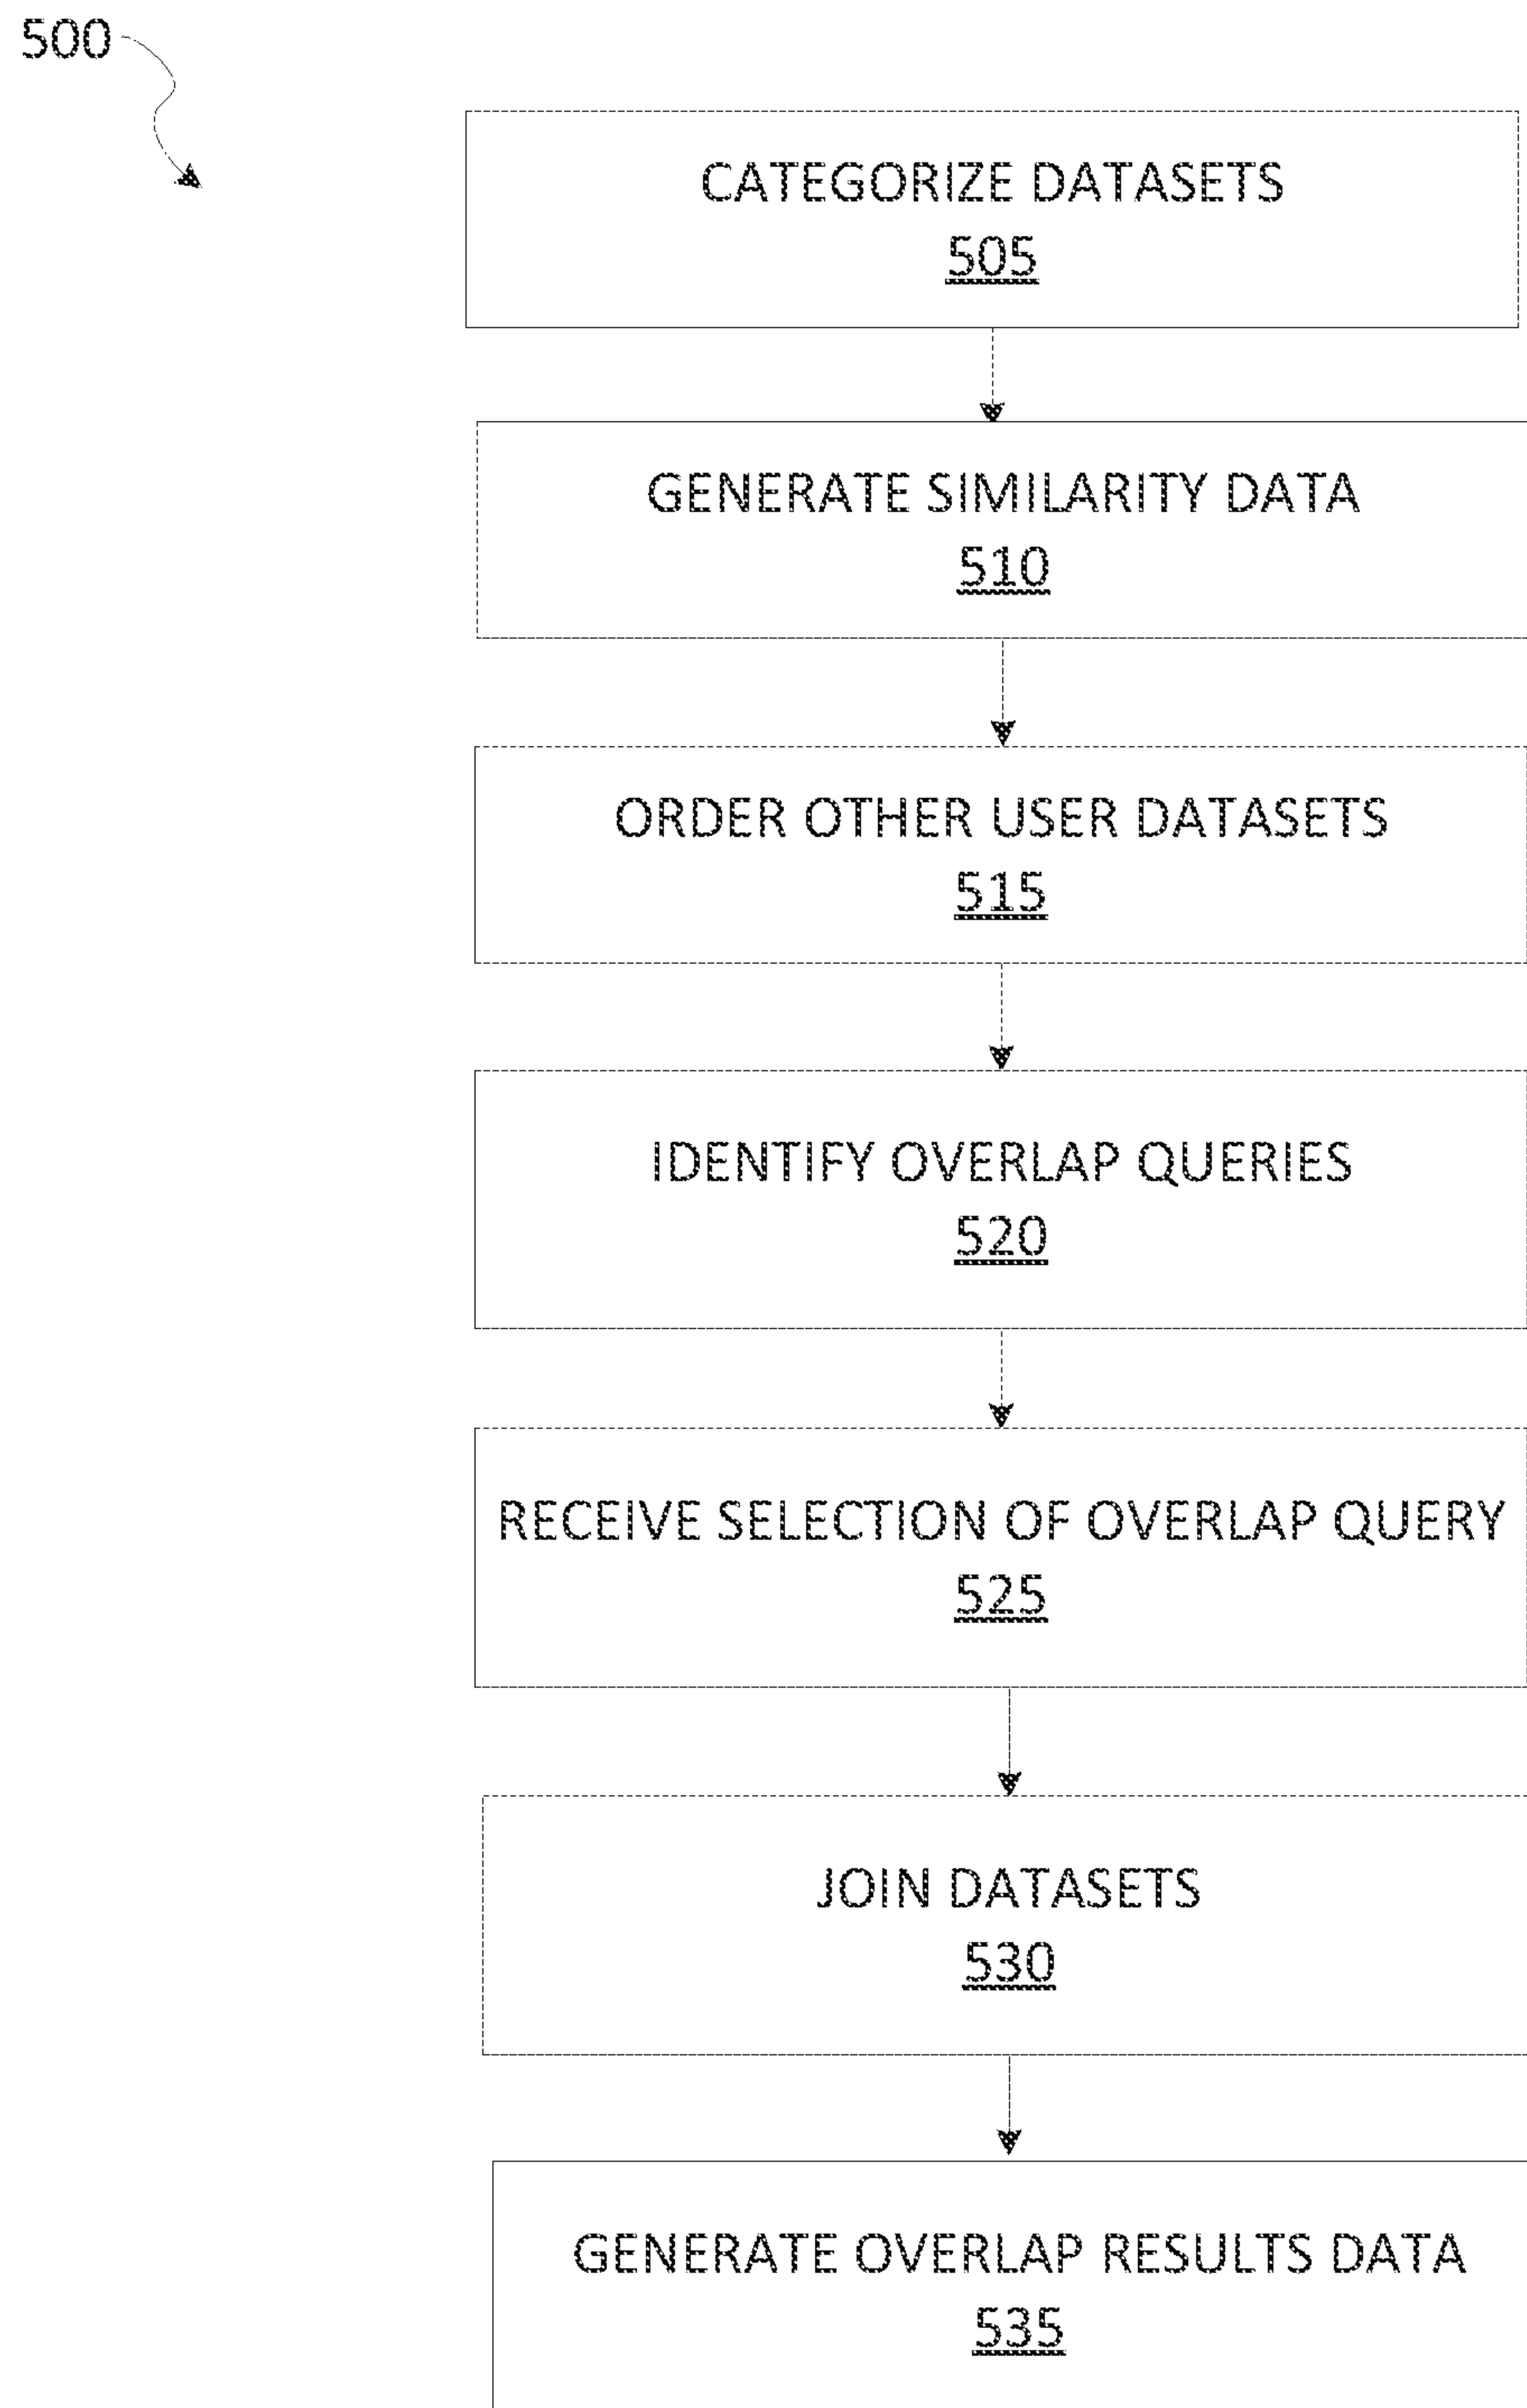 500
CATEGORIZE DATASETS
505
GENERATE SIMILARITY DATA
510
ORDER OTHER USER DATASETS
515
IDENTIFY OVERLAP QUERIES
520
RECEIVE SELECTION OF OVERLAP QUERY
525
JOIN DATASETS
530
GENERATE OVERLAP RESULTS DATA
535